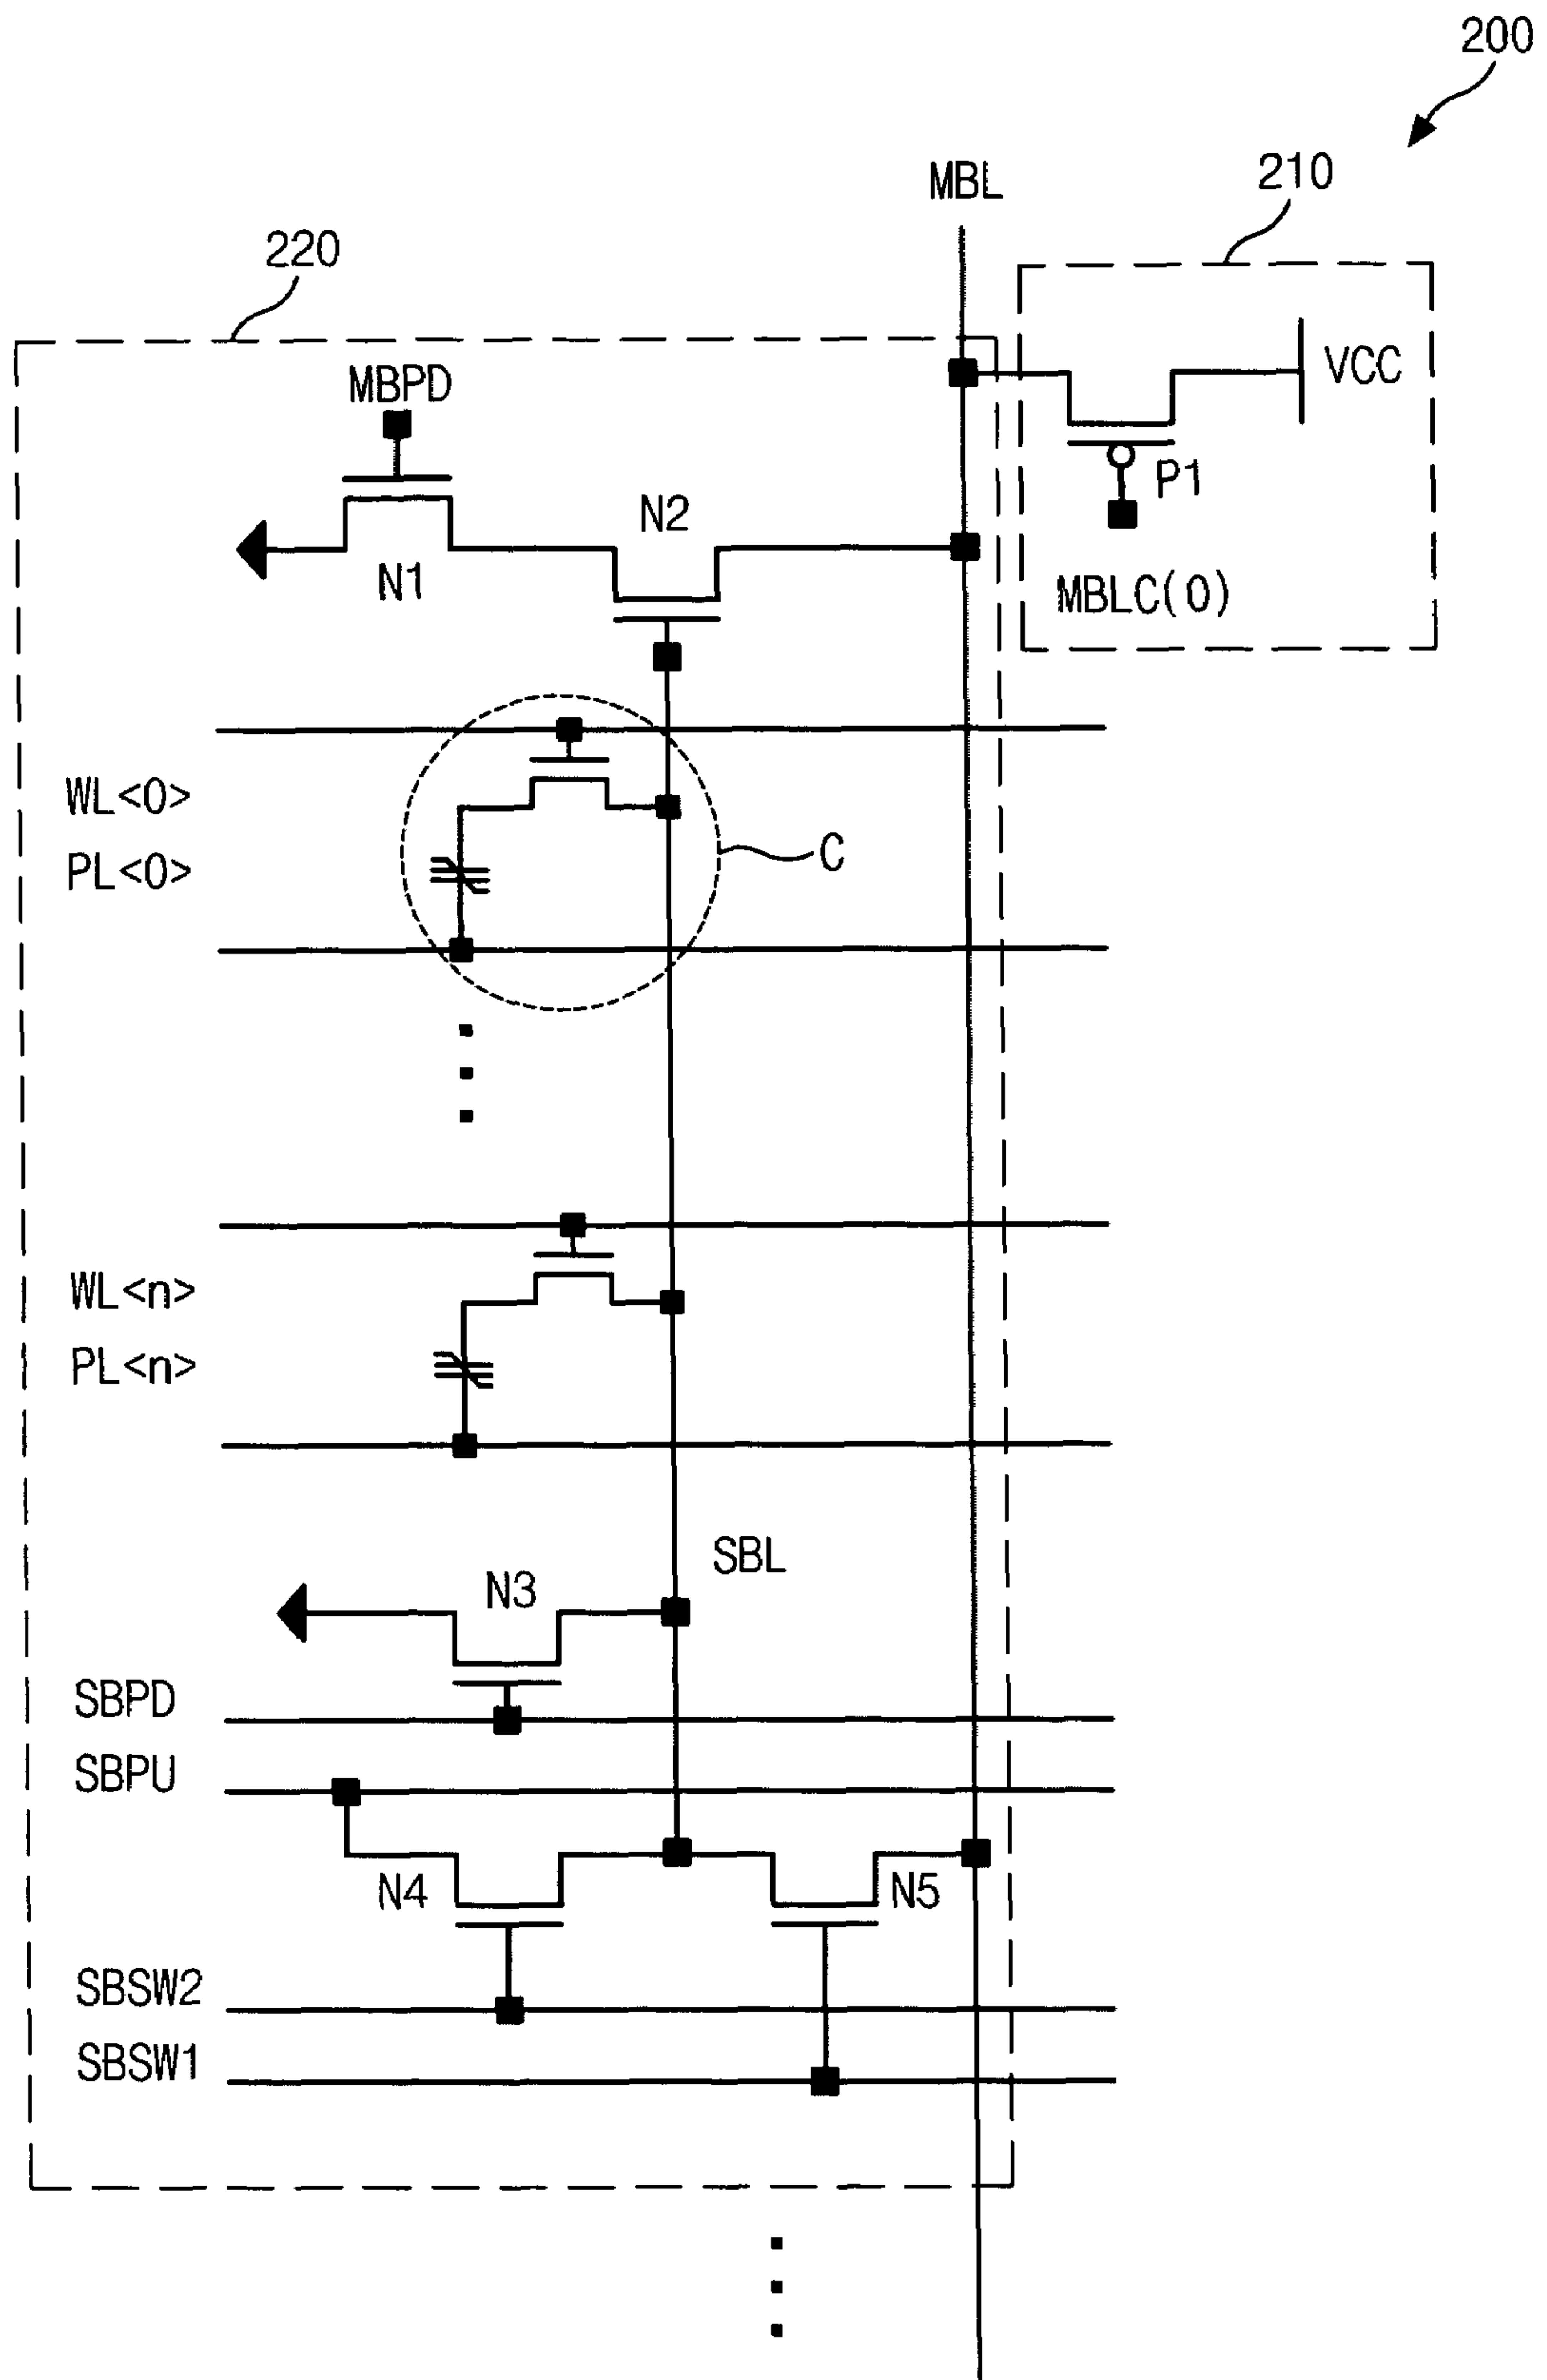 200
MBL
210
220
VCC
MBPD
P1
N2
N1
MBLC(0)
WL<0>
C
PL<0>
WL<n>
PL<n>
SBL
N3
SBPD
SBPU
N4
N5
SBSW2
SBSW1